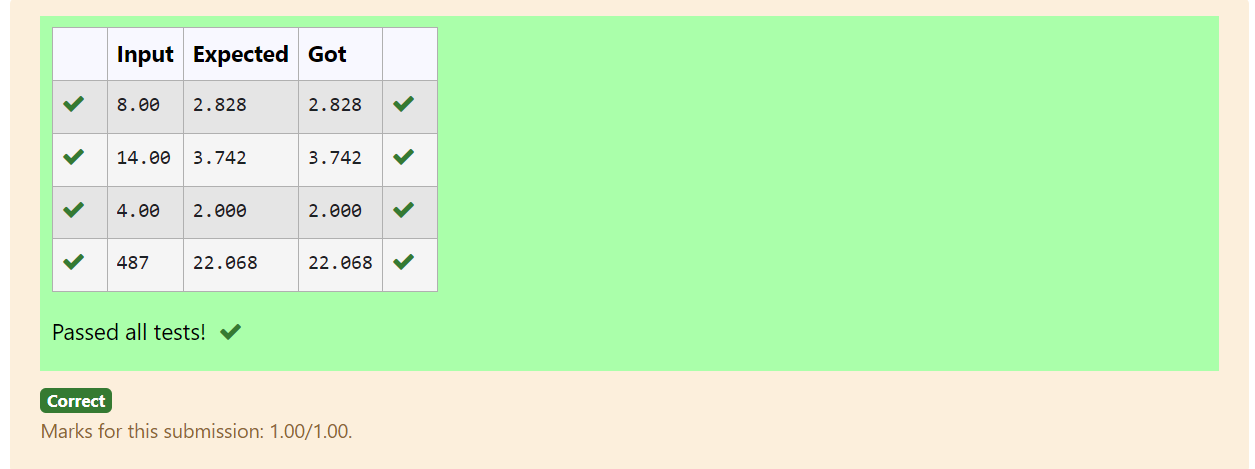 Input Expected Got
8.00 2.828 2.828
14.00 3.742 3.742
4.00 2.000 2.000
487 22.068 22.068
Passed all tests!
Correct
Marks for this submission: 1.00/1.00.